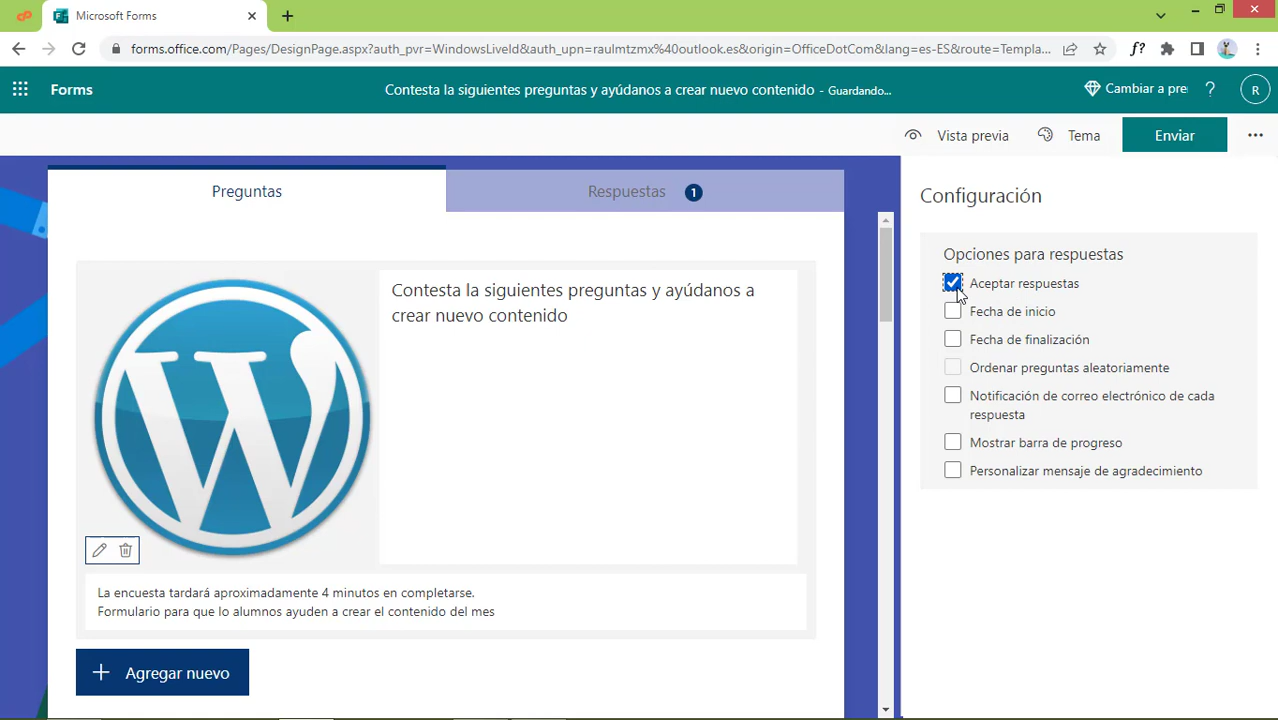 Microsoft Forms
forms.office.com/Pages/DesignPage.aspx?auth_pvr=WindowsLiveId&auth_upn=raulmtzmx%40outlook.es&origin=OfficeDotCom&lang=es-ES&route=Templa...
f?
Forms
Contesta la siguientes preguntas y ayúdanos a crear nuevo contenido - Guardando...
Cambiar a pre
?
R
Vista previa
Tema
Enviar
Preguntas
Respuestas 1
Contesta la siguientes preguntas y ayúdanos a
crear nuevo contenido
W
La encuesta tardará aproximadamente 4 minutos en completarse.
Formulario para que lo alumnos ayuden a crear el contenido del mes
Agregar nuevo
Configuración
Opciones para respuestas
Aceptar respuestas
Fecha de inicio
Fecha de finalización
Ordenar preguntas aleatoriamente
Notificación de correo electrónico de cada
respuesta
Mostrar barra de progreso
Personalizar mensaje de agradecimiento